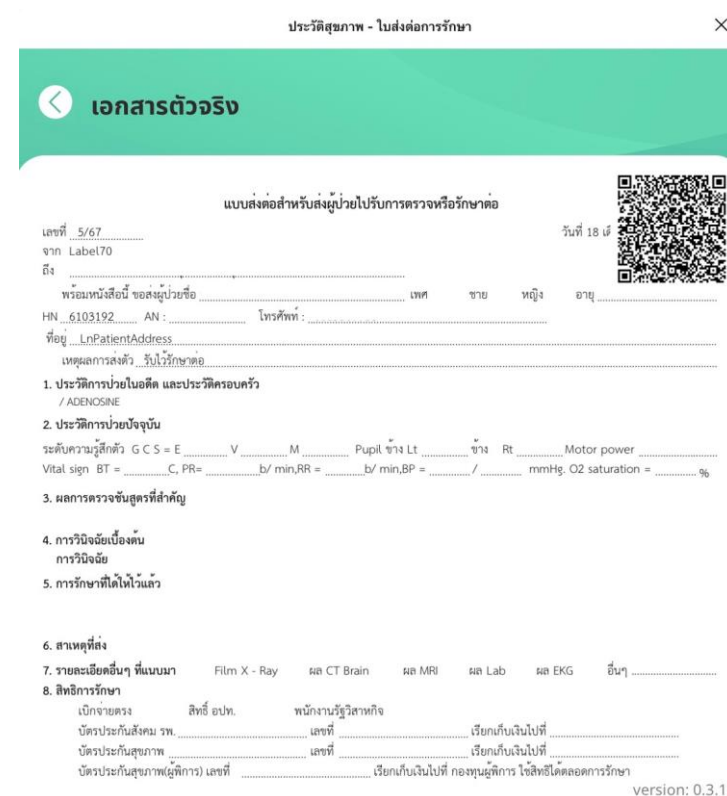 ประวัติสุขภาพ - ใบส่งต่อการรักษา
เอกสารตัวจริง
แบบส่งต่อสำหรับส่งผู้ป่วยไปรับการตรวจหรือรักษาต่อ
เลขที่ 5/67 วันที่ 18
จาก Label70
ถึง
พร้อมหนังสือนี้ ขอส่งผู้ป่วยชื่อ เพศ ชาย หญิง อายุ
HN 6103192 AN : โทรศัพท์ :
ที่อยู่ LnPatientAddress
เหตุผลการส่งตัว รับไว้รักษาต่อ
1. ประวัติการป่วยในอดีต และประวัติครอบครัว
/ ADENOSINE
2. ประวัติการป่วยปัจจุบัน
ระดับความรู้สึกตัว G C S = E V M Pupil ข้าง Lt ข้าง Rt Motor power
Vital sign BT = C, PR= b/ min,RR = b/ min,BP = / mmHg. O2 saturation = %
3. ผลการตรวจชันสูตรที่สำคัญ
4. การวินิจฉัยเบื้องต้น
การวินิจฉัย
5. การรักษาที่ได้ให้ไว้แล้ว
6. สาเหตุที่ส่ง
7. รายละเอียดอื่นๆ ที่แนบมา Film X - Ray ผล CT Brain ผล MRI ผล Lab ผล EKG อื่นๆ
8. สิทธิการรักษา
เบิกจ่ายตรง สิทธิ์ อปท. พนักงานรัฐวิสาหกิจ
บัตรประกันสังคม รพ. เลขที่ เรียกเก็บเงินไปที่
บัตรประกันสุขภาพ เลขที่ เรียกเก็บเงินไปที่
บัตรประกันสุขภาพ(ผู้พิการ) เลขที่ เรียกเก็บเงินไปที่ กองทุนผู้พิการ ใช้สิทธิได้ตลอดการรักษา
version: 0.3.1